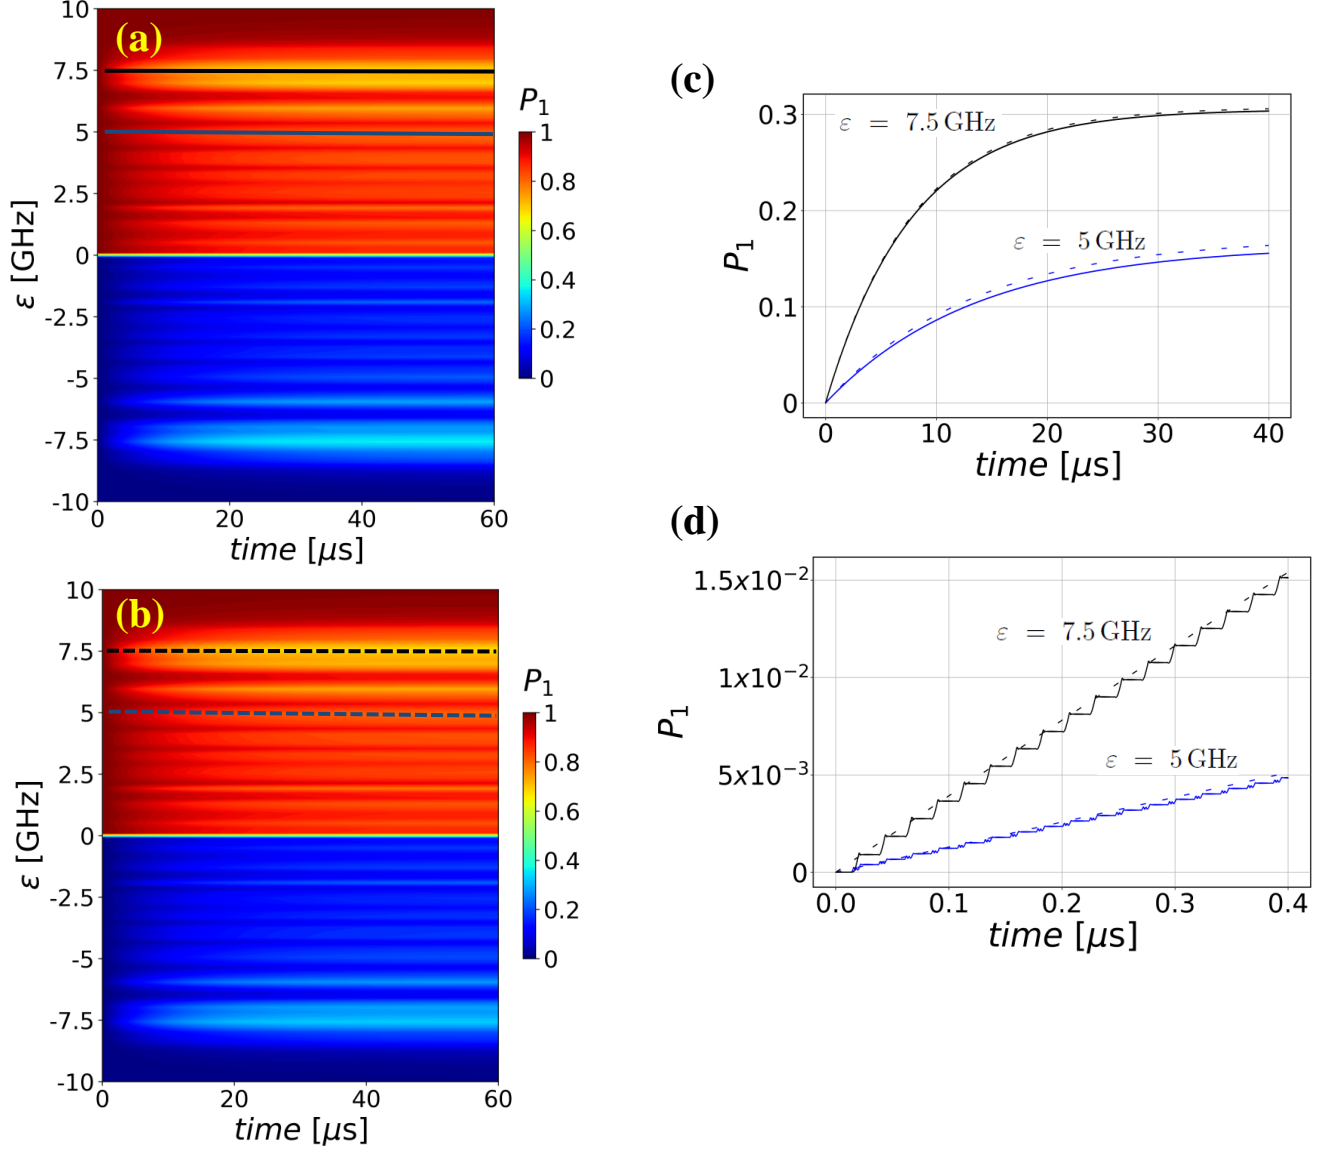 (a)
10
7.5
5
2.5
0
-2.5
-5
-7.5
-10
ε [GHz]
0 20 40 60
time [μs]
P1
1
0.8
0.6
0.4
0.2
0
(b)
10
7.5
5
2.5
0
-2.5
-5
-7.5
-10
ε [GHz]
0 20 40 60
time [μs]
P1
1
0.8
0.6
0.4
0.2
0
(c)
0.3
0.2
0.1
0
P1
ε = 7.5 GHz
ε = 5 GHz
0 10 20 30 40
time [μs]
(d)
1.5x10⁻²
1x10⁻²
5x10⁻³
0
P1
ε = 7.5 GHz
ε = 5 GHz
0.0 0.1 0.2 0.3 0.4
time [μs]